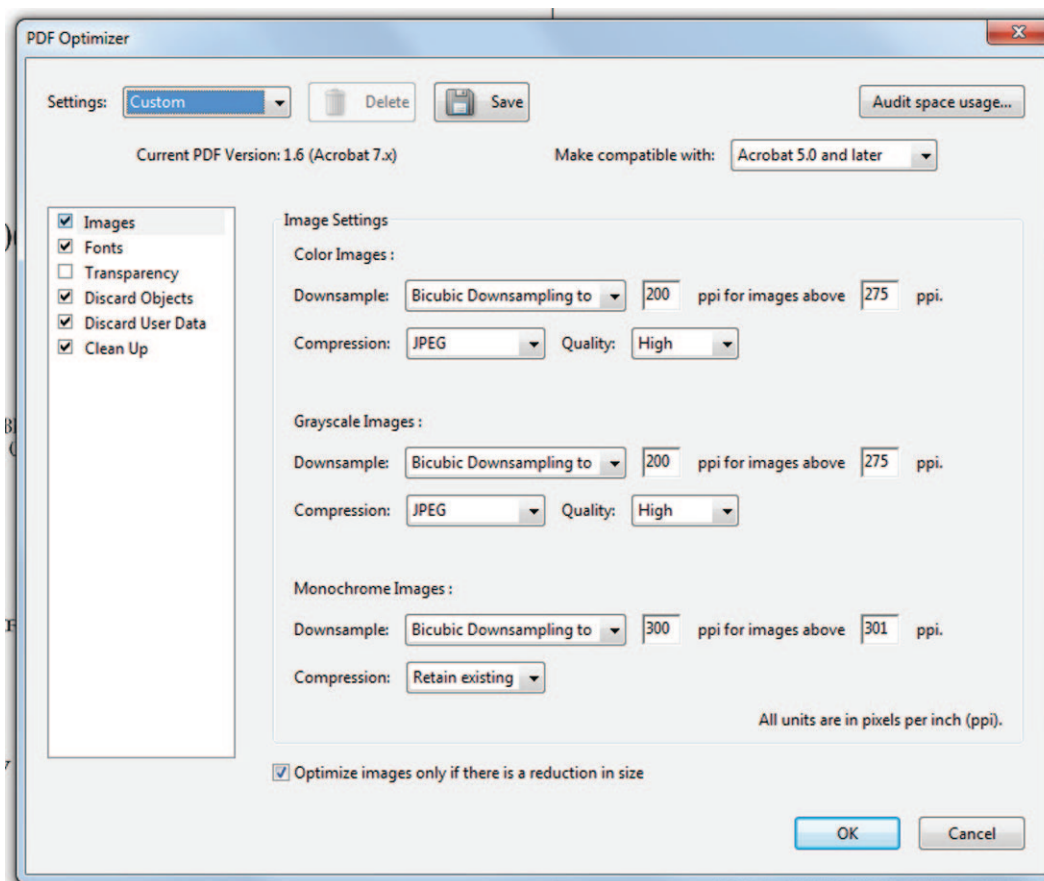 PDF Optimizer
Settings: Custom Delete Save Audit space usage...
Current PDF Version: 1.6 (Acrobat 7.x) Make compatible with: Acrobat 5.0 and later
Images
Fonts
Transparency
Discard Objects
Discard User Data
Clean Up
Image Settings
Color Images :
Downsample: Bicubic Downsampling to 200 ppi for images above 275 ppi.
Compression: JPEG Quality: High
Grayscale Images :
Downsample: Bicubic Downsampling to 200 ppi for images above 275 ppi.
Compression: JPEG Quality: High
Monochrome Images :
Downsample: Bicubic Downsampling to 300 ppi for images above 301 ppi.
Compression: Retain existing
All units are in pixels per inch (ppi).
Optimize images only if there is a reduction in size
OK Cancel